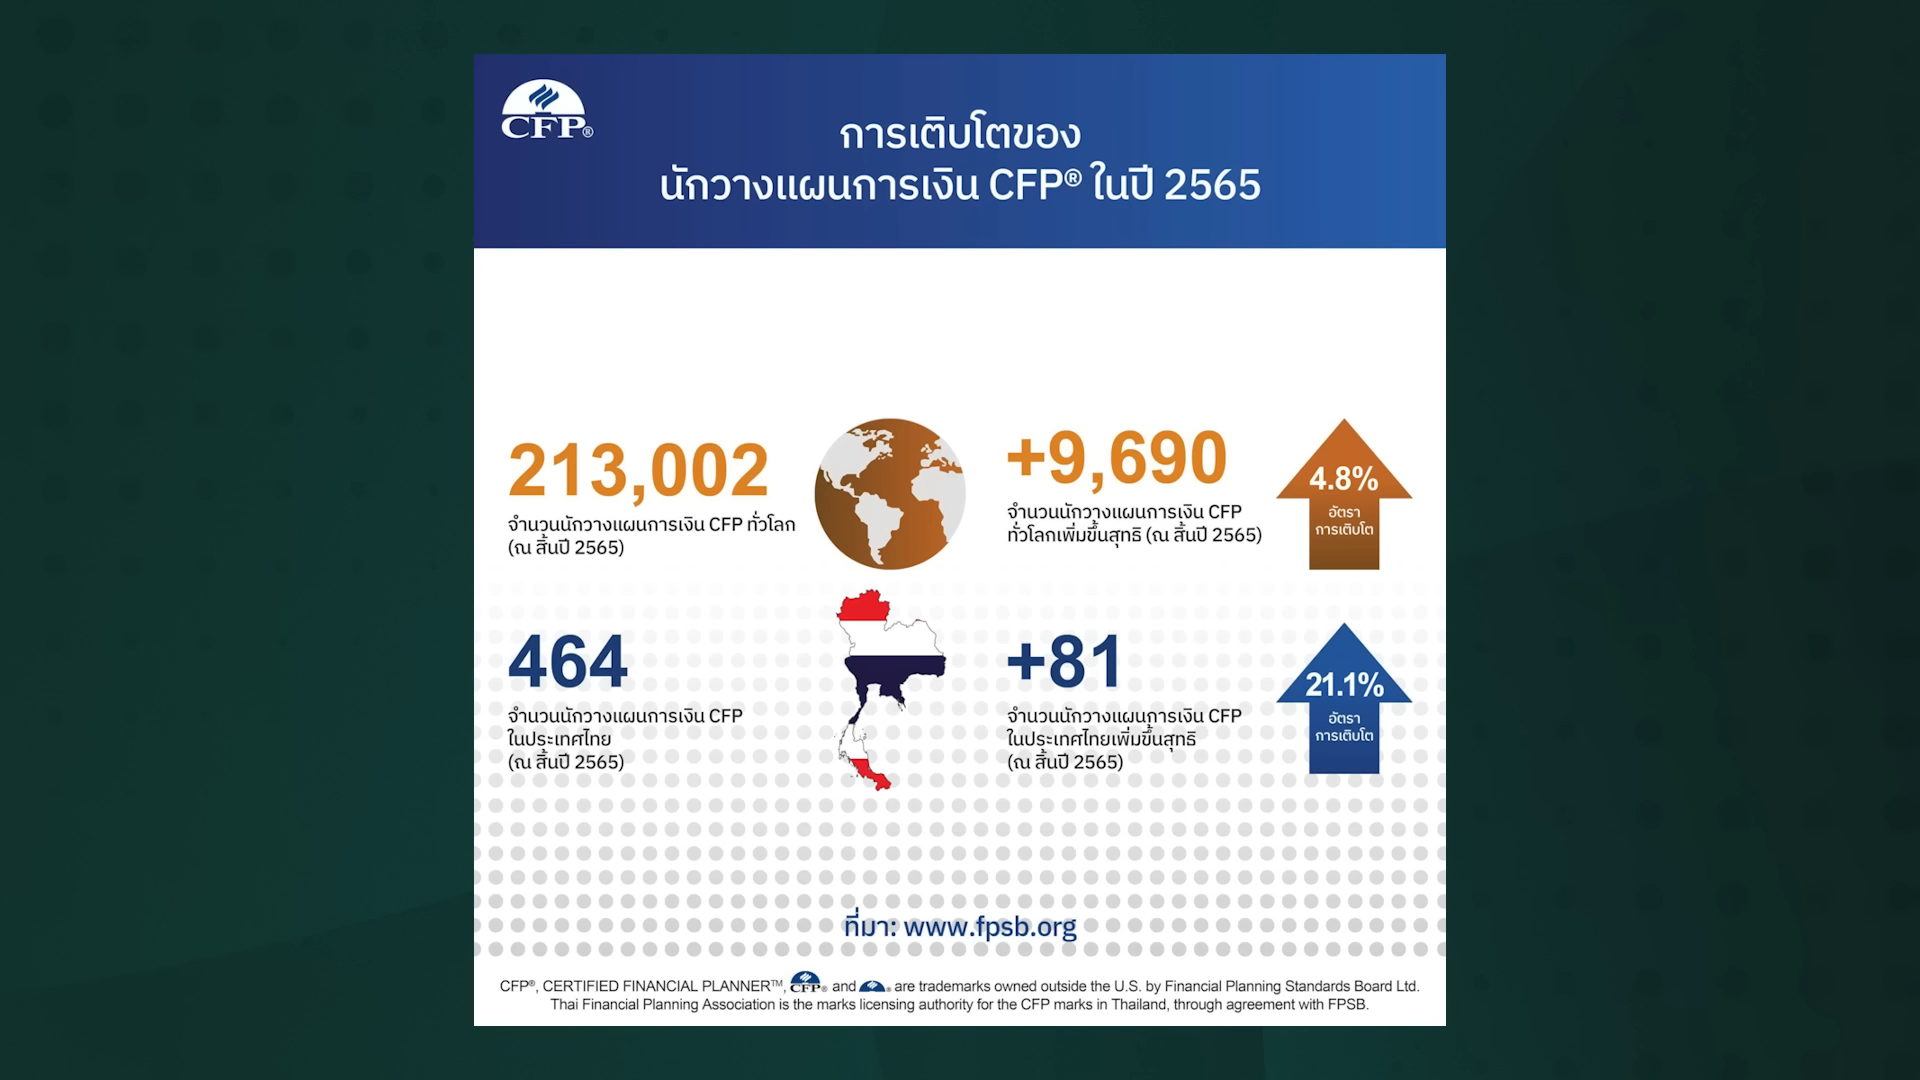 CFP®
การเติบโตของ
นักวางแผนการเงิน CFP® ในปี 2565
213,002
จำนวนนักวางแผนการเงิน CFP ทั่วโลก
(ณ สิ้นปี 2565)
+9,690
จำนวนนักวางแผนการเงิน CFP
ทั่วโลกเพิ่มขึ้นสุทธิ (ณ สิ้นปี 2565)
4.8%
อัตรา
การเติบโต
464
จำนวนนักวางแผนการเงิน CFP
ในประเทศไทย
(ณ สิ้นปี 2565)
+81
จำนวนนักวางแผนการเงิน CFP
ในประเทศไทยเพิ่มขึ้นสุทธิ
(ณ สิ้นปี 2565)
21.1%
อัตรา
การเติบโต
ที่มา: www.fpsb.org
CFP®, CERTIFIED FINANCIAL PLANNER™, CFP® and ® are trademarks owned outside the U.S. by Financial Planning Standards Board Ltd.
Thai Financial Planning Association is the marks licensing authority for the CFP marks in Thailand, through agreement with FPSB.